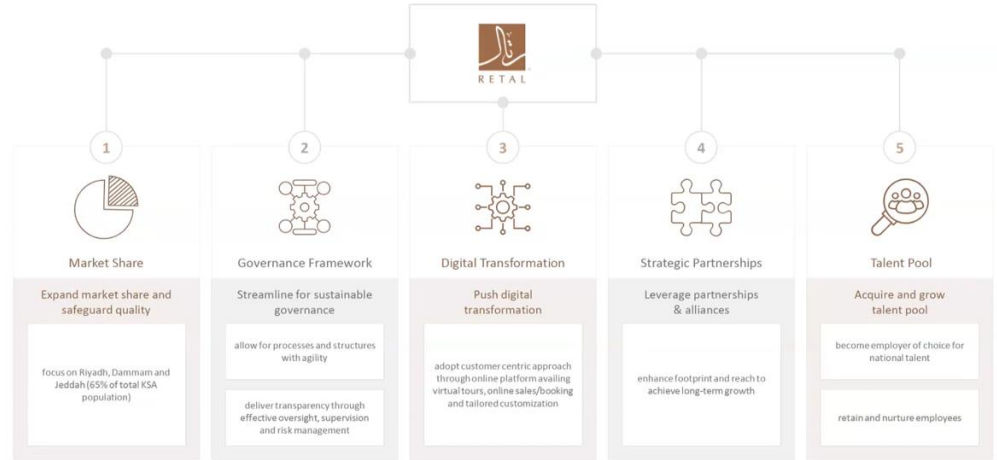 رتال
RETAL
1
2
3
4
5
Market Share
Governance Framework
Digital Transformation
Strategic Partnerships
Talent Pool
Expand market share and
safeguard quality
focus on Riyadh, Dammam and
Jeddah (65% of total KSA
population)
Streamline for sustainable
governance
allow for processes and structures
with agility
deliver transparency through
effective oversight, supervision
and risk management
Push digital
transformation
adopt customer centric approach
through online platform availing
virtual tours, online sales/booking
and tailored customization
Leverage partnerships
& alliances
enhance footprint and reach to
achieve long-term growth
Acquire and grow
talent pool
become employer of choice for
national talent
retain and nurture employees